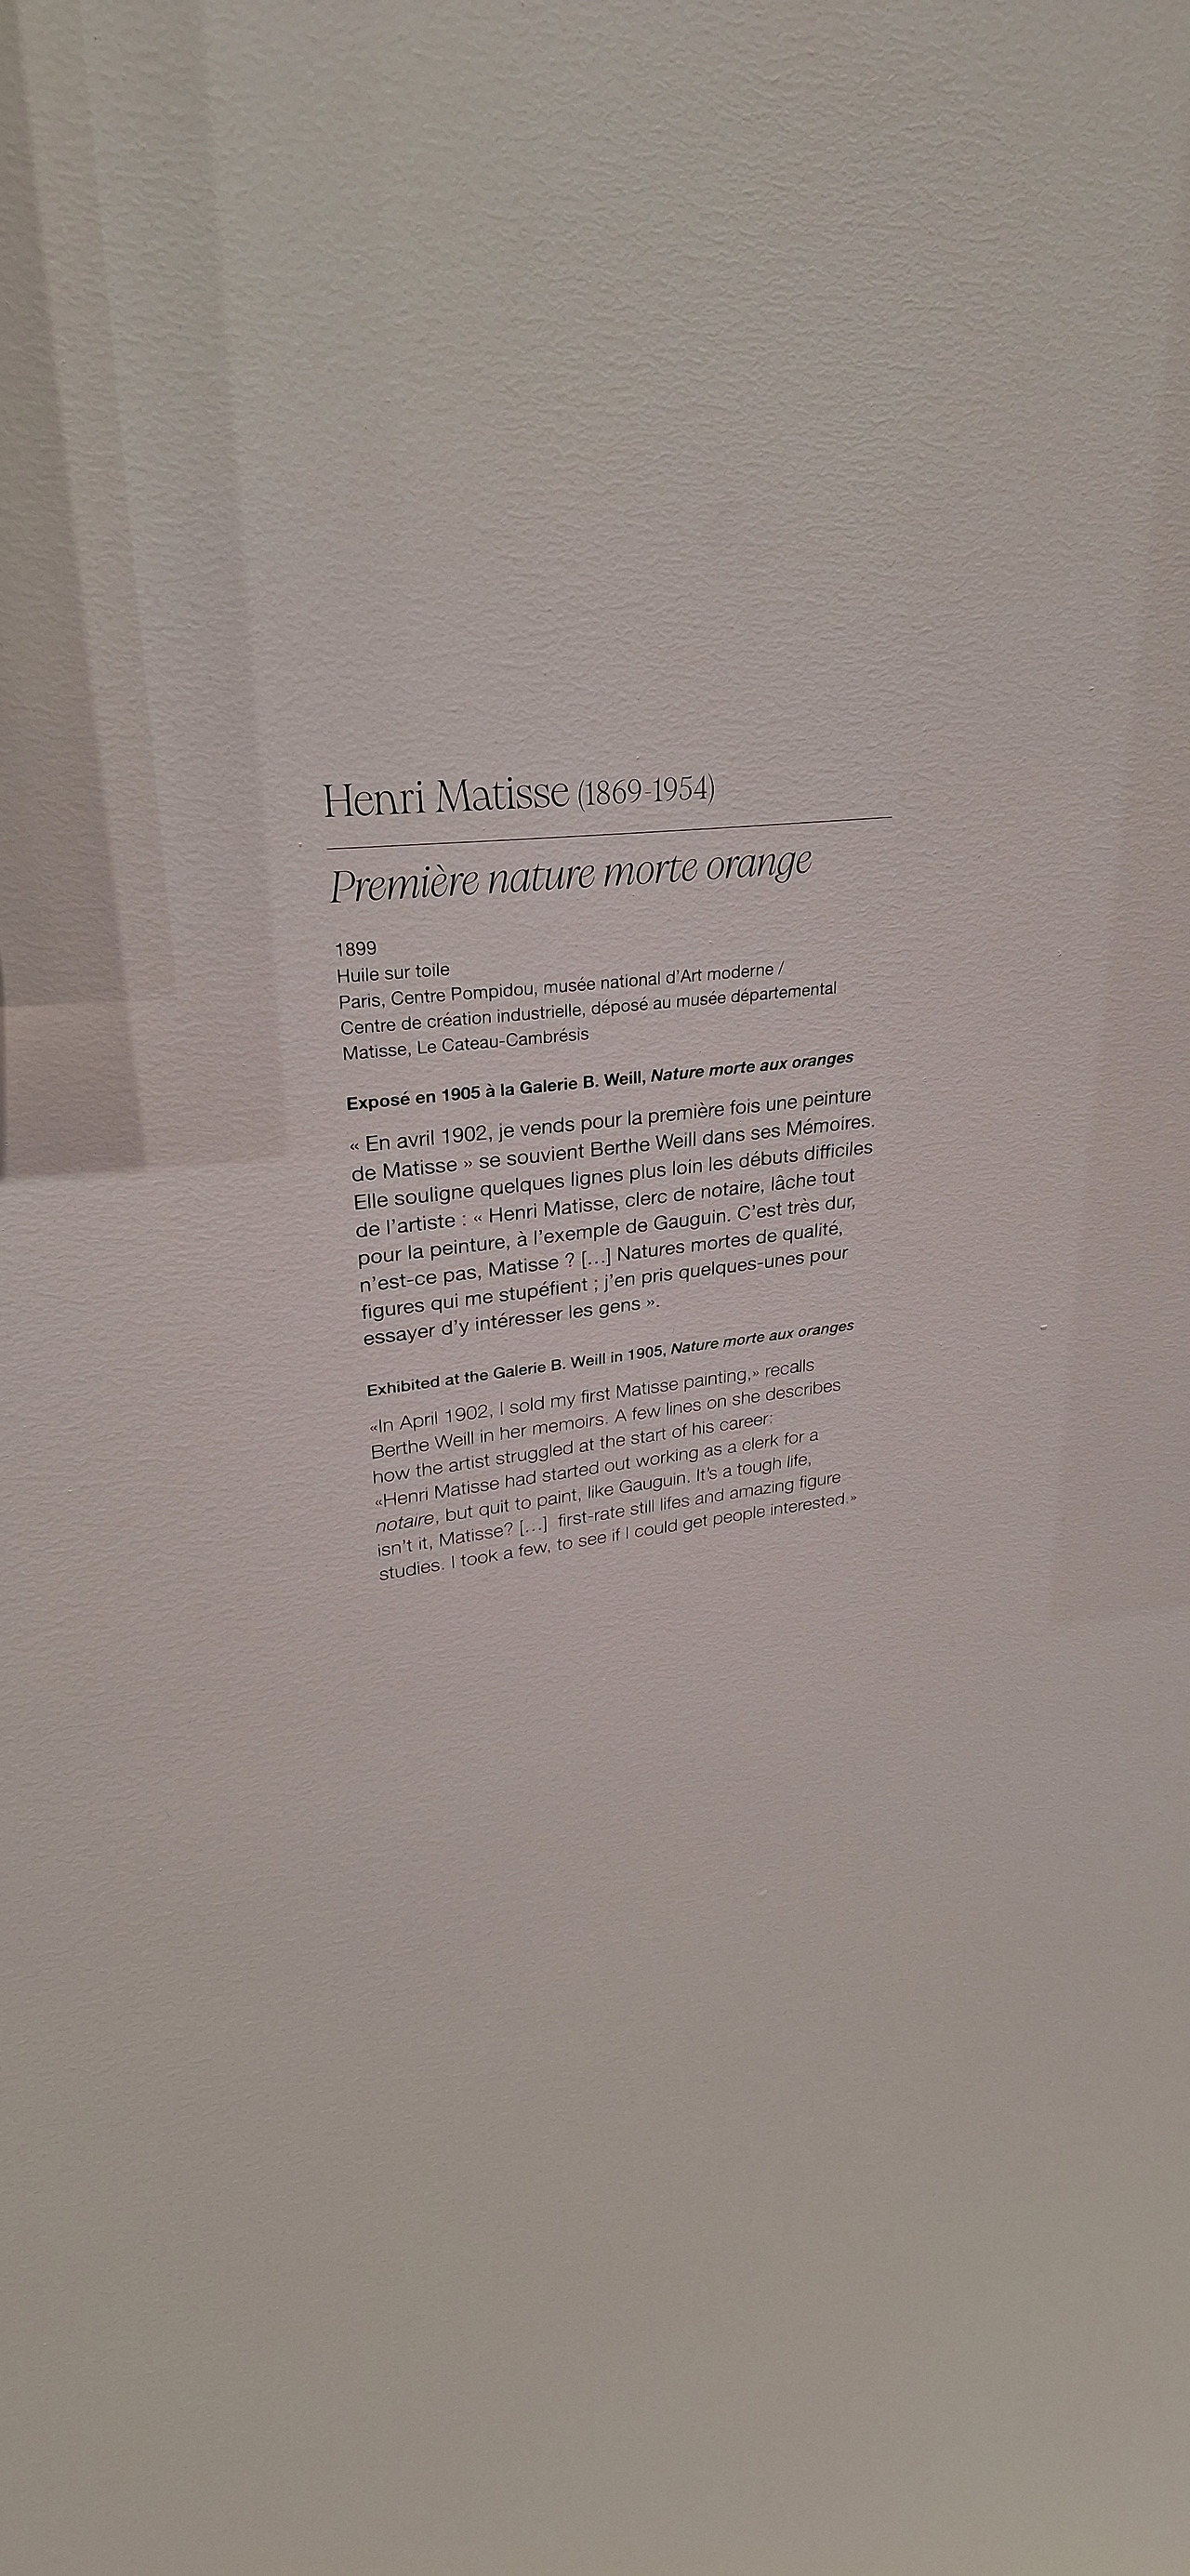 Henri Matisse (1869-1954)
Première nature morte orange
1899
Huile sur toile
Paris, Centre Pompidou, musée national d'Art moderne /
Centre de création industrielle, déposé au musée départemental
Matisse, Le Cateau-Cambrésis
Exposé en 1905 à la Galerie B. Weill, Nature morte aux oranges
« En avril 1902, je vends pour la première fois une peinture
de Matisse » se souvient Berthe Weill dans ses Mémoires.
Elle souligne quelques lignes plus loin les débuts difficiles
de l'artiste : « Henri Matisse, clerc de notaire, lâche tout
pour la peinture, à l'exemple de Gauguin. C'est très dur,
n'est-ce pas, Matisse ? [...] Natures mortes de qualité,
figures qui me stupéfient ; j'en pris quelques-unes pour
essayer d'y intéresser les gens ».
Exhibited at the Galerie B. Weill in 1905, Nature morte aux oranges
«In April 1902, I sold my first Matisse painting,» recalls
Berthe Weill in her memoirs. A few lines on she describes
how the artist struggled at the start of his career:
«Henri Matisse had started out working as a clerk for a
notaire, but quit to paint, like Gauguin. It's a tough life,
isn't it, Matisse? [...] first-rate still lifes and amazing figure
studies. I took a few, to see if I could get people interested.»